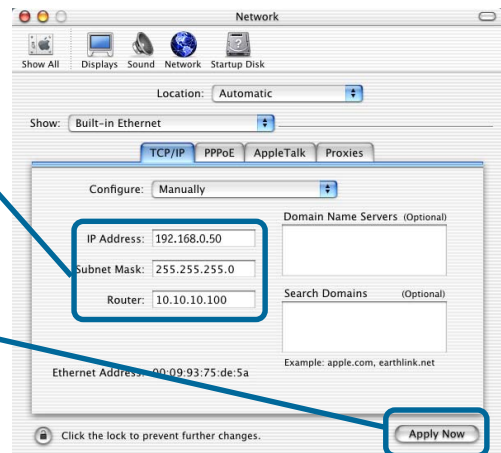 Network
Show All Displays Sound Network Startup Disk
Location: Automatic
Show: Built-in Ethernet
TCP/IP PPPoE AppleTalk Proxies
Configure: Manually
Domain Name Servers (Optional)
IP Address: 192.168.0.50
Subnet Mask: 255.255.255.0
Router: 10.10.10.100
Search Domains (Optional)
Example: apple.com, earthlink.net
Ethernet Address: 00:09:93:75:de:5a
Click the lock to prevent further changes.
Apply Now